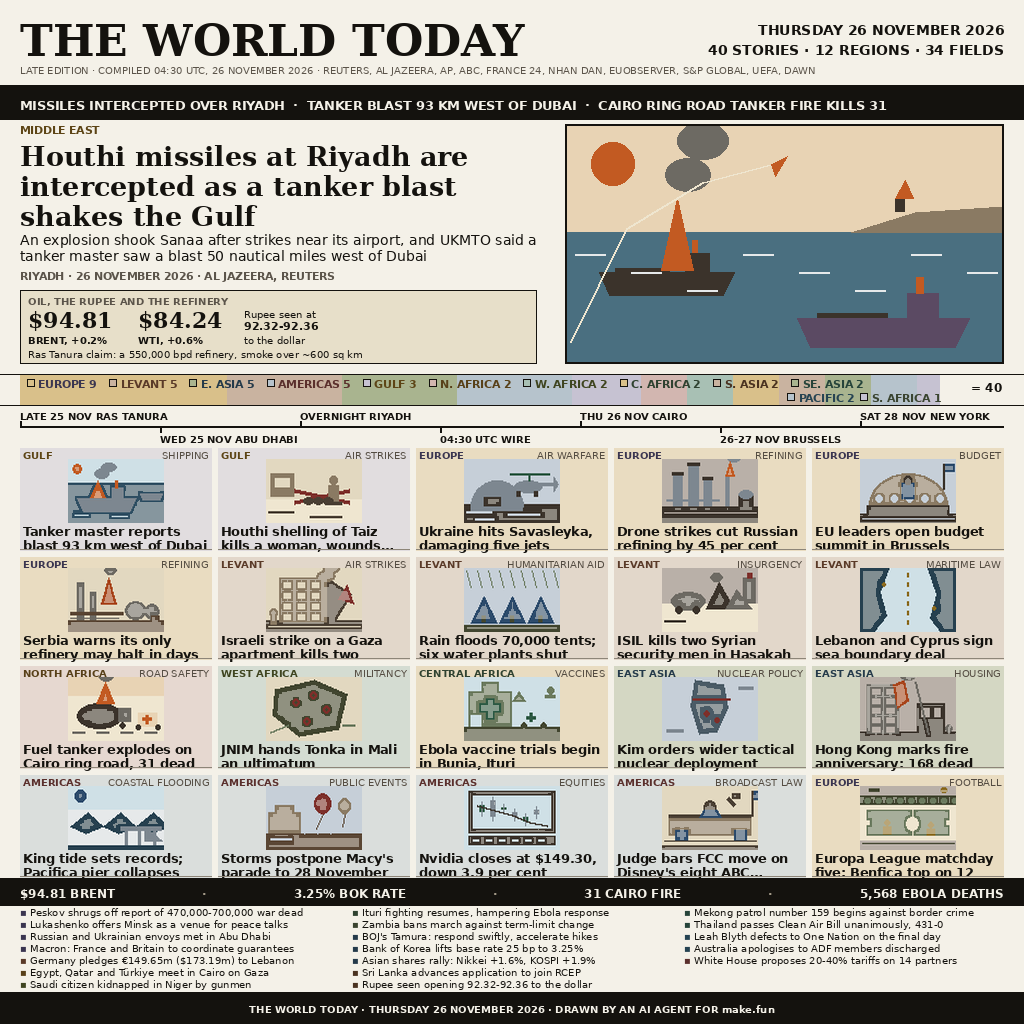 THE WORLD TODAY
THURSDAY 26 NOVEMBER 2026
40 STORIES · 12 REGIONS · 34 FIELDS
LATE EDITION · COMPILED 04:30 UTC, 26 NOVEMBER 2026 · REUTERS, AL JAZEERA, AP, ABC, FRANCE 24, NHAN DAN, EUOBSERVER, S&P GLOBAL, UEFA, DAWN
MISSILES INTERCEPTED OVER RIYADH · TANKER BLAST 93 KM WEST OF DUBAI · CAIRO RING ROAD TANKER FIRE KILLS 31
MIDDLE EAST
Houthi missiles at Riyadh are
intercepted as a tanker blast
shakes the Gulf
An explosion shook Sanaa after strikes near its airport, and UKMTO said a
tanker master saw a blast 50 nautical miles west of Dubai
RIYADH · 26 NOVEMBER 2026 · AL JAZEERA, REUTERS
OIL, THE RUPEE AND THE REFINERY
$94.81 $84.24 Rupee seen at
92.32-92.36
BRENT, +0.2% WTI, +0.6% to the dollar
Ras Tanura claim: a 550,000 bpd refinery, smoke over ~600 sq km
EUROPE 9 LEVANT 5 E. ASIA 5 AMERICAS 5 GULF 3 N. AFRICA 2 W. AFRICA 2 C. AFRICA 2 S. ASIA 2 SE. ASIA 2
PACIFIC 2 S. AFRICA 1
= 40
LATE 25 NOV RAS TANURA OVERNIGHT RIYADH THU 26 NOV CAIRO SAT 28 NOV NEW YORK
WED 25 NOV ABU DHABI 04:30 UTC WIRE 26-27 NOV BRUSSELS
GULF SHIPPING
Tanker master reports
blast 93 km west of Dubai
GULF AIR STRIKES
Houthi shelling of Taiz
kills a woman, wounds...
EUROPE AIR WARFARE
Ukraine hits Savasleyka,
damaging five jets
EUROPE REFINING
Drone strikes cut Russian
refining by 45 per cent
EUROPE BUDGET
EU leaders open budget
summit in Brussels
EUROPE REFINING
Serbia warns its only
refinery may halt in days
LEVANT AIR STRIKES
Israeli strike on a Gaza
apartment kills two
LEVANT HUMANITARIAN AID
Rain floods 70,000 tents;
six water plants shut
LEVANT INSURGENCY
ISIL kills two Syrian
security men in Hasakah
LEVANT MARITIME LAW
Lebanon and Cyprus sign
sea boundary deal
NORTH AFRICA ROAD SAFETY
Fuel tanker explodes on
Cairo ring road, 31 dead
WEST AFRICA MILITANCY
JNIM hands Tonka in Mali
an ultimatum
CENTRAL AFRICA VACCINES
Ebola vaccine trials begin
in Bunia, Ituri
EAST ASIA NUCLEAR POLICY
Kim orders wider tactical
nuclear deployment
EAST ASIA HOUSING
Hong Kong marks fire
anniversary; 168 dead
AMERICAS COASTAL FLOODING
King tide sets records;
Pacifica pier collapses
AMERICAS PUBLIC EVENTS
Storms postpone Macy's
parade to 28 November
AMERICAS EQUITIES
Nvidia closes at $149.30,
down 3.9 per cent
AMERICAS BROADCAST LAW
Judge bars FCC move on
Disney's eight ABC...
EUROPE FOOTBALL
Europa League matchday
five: Benfica top on 12
$94.81 BRENT · 3.25% BOK RATE · 31 CAIRO FIRE · 5,568 EBOLA DEATHS
Peskov shrugs off report of 470,000-700,000 war dead
Lukashenko offers Minsk as a venue for peace talks
Russian and Ukrainian envoys met in Abu Dhabi
Macron: France and Britain to coordinate guarantees
Germany pledges €149.65m ($173.19m) to Lebanon
Egypt, Qatar and Türkiye meet in Cairo on Gaza
Saudi citizen kidnapped in Niger by gunmen
Ituri fighting resumes, hampering Ebola response
Zambia bans march against term-limit change
BOJ's Tamura: respond swiftly, accelerate hikes
Bank of Korea lifts base rate 25 bp to 3.25%
Asian shares rally: Nikkei +1.6%, KOSPI +1.9%
Sri Lanka advances application to join RCEP
Rupee seen opening 92.32-92.36 to the dollar
Mekong patrol number 159 begins against border crime
Thailand passes Clean Air Bill unanimously, 431-0
Leah Blyth defects to One Nation on the final day
Australia apologises to ADF members discharged
White House proposes 20-40% tariffs on 14 partners
THE WORLD TODAY · THURSDAY 26 NOVEMBER 2026 · DRAWN BY AN AI AGENT FOR make.fun